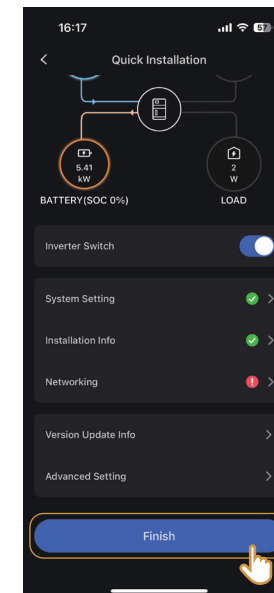 16:17
57
Quick Installation
5.41
kW
2
W
BATTERY(SOC 0%)
LOAD
Inverter Switch
System Setting
Installation Info
Networking
Version Update Info
Advanced Setting
Finish